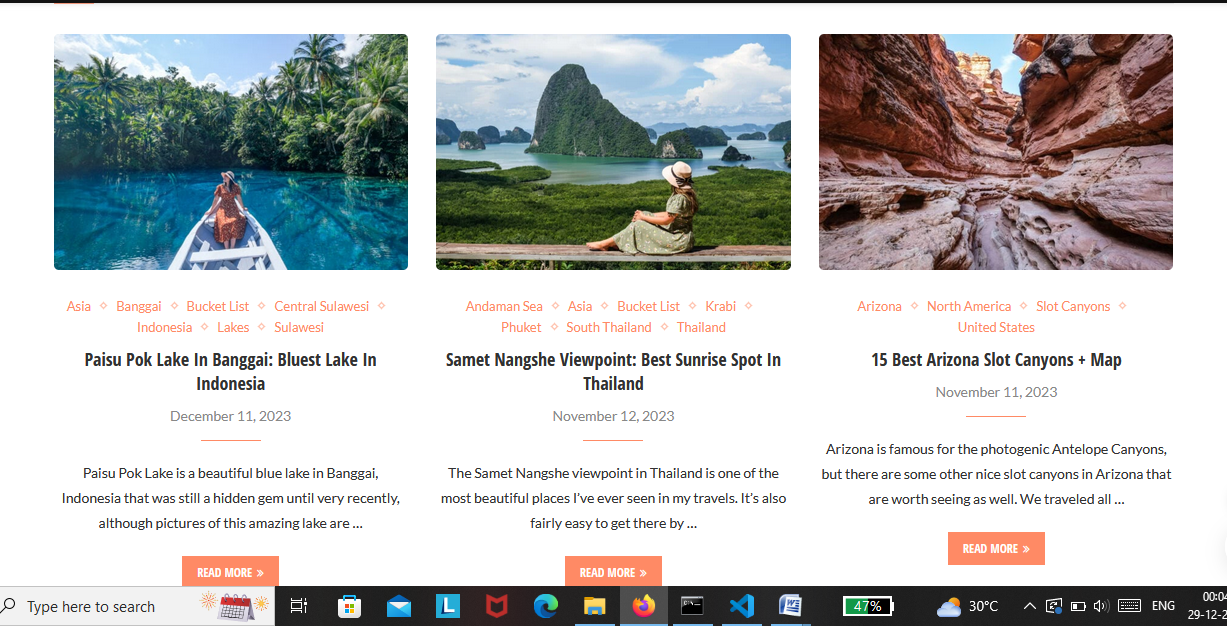 Asia ⋄ Banggai ⋄ Bucket List ⋄ Central Sulawesi ⋄
Indonesia ⋄ Lakes ⋄ Sulawesi
Paisu Pok Lake In Banggai: Bluest Lake In
Indonesia
December 11, 2023
Paisu Pok Lake is a beautiful blue lake in Banggai,
Indonesia that was still a hidden gem until very recently,
although pictures of this amazing lake are …
READ MORE »
Andaman Sea ⋄ Asia ⋄ Bucket List ⋄ Krabi ⋄
Phuket ⋄ South Thailand ⋄ Thailand
Samet Nangshe Viewpoint: Best Sunrise Spot In
Thailand
November 12, 2023
The Samet Nangshe viewpoint in Thailand is one of the
most beautiful places I've ever seen in my travels. It's also
fairly easy to get there by …
READ MORE »
Arizona ⋄ North America ⋄ Slot Canyons ⋄
United States
15 Best Arizona Slot Canyons + Map
November 11, 2023
Arizona is famous for the photogenic Antelope Canyons,
but there are some other nice slot canyons in Arizona that
are worth seeing as well. We traveled all …
READ MORE »
Type here to search
L
W
47%
30°C
ENG
00:04
29-12-2